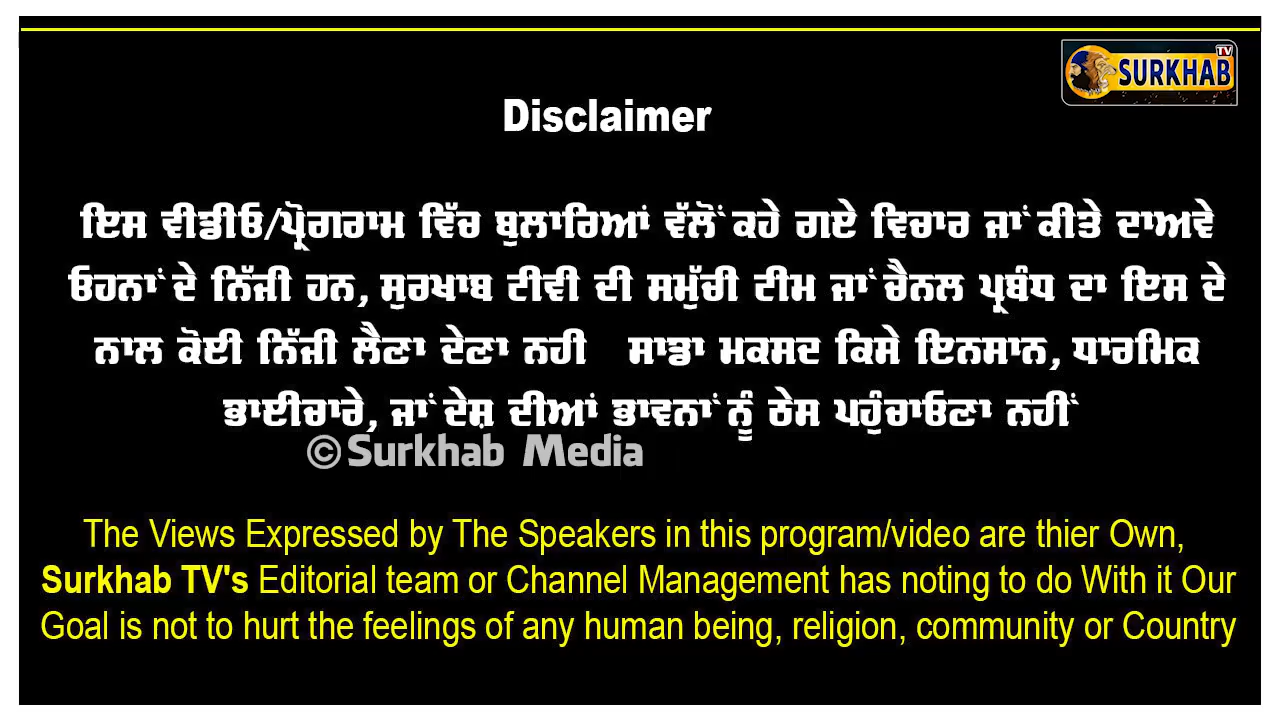 SURKHAB TV
Disclaimer
ਇਸ ਵੀਡੀਓ/ਪ੍ਰੋਗਰਾਮ ਵਿੱਚ ਬੁਲਾਰਿਆਂ ਵੱਲੋਂ ਕਹੇ ਗਏ ਵਿਚਾਰ ਜਾਂ ਕੀਤੇ ਦਾਅਵੇ
ਓਹਨਾਂ ਦੇ ਨਿੱਜੀ ਹਨ, ਸੁਰਖਾਬ ਟੀਵੀ ਦੀ ਸਮੁੱਚੀ ਟੀਮ ਜਾਂ ਚੈਨਲ ਪ੍ਰਬੰਧ ਦਾ ਇਸ ਦੇ
ਨਾਲ ਕੋਈ ਨਿੱਜੀ ਲੈਣਾ ਦੇਣਾ ਨਹੀ ਸਾਡਾ ਮਕਸਦ ਕਿਸੇ ਇਨਸਾਨ, ਧਾਰਮਿਕ
ਭਾਈਚਾਰੇ, ਜਾਂ ਦੇਸ਼ ਦੀਆਂ ਭਾਵਨਾਂ ਨੂੰ ਠੇਸ ਪਹੁੰਚਾਓਣਾ ਨਹੀਂ
©Surkhab Media
The Views Expressed by The Speakers in this program/video are thier Own,
Surkhab TV's Editorial team or Channel Management has noting to do With it Our
Goal is not to hurt the feelings of any human being, religion, community or Country